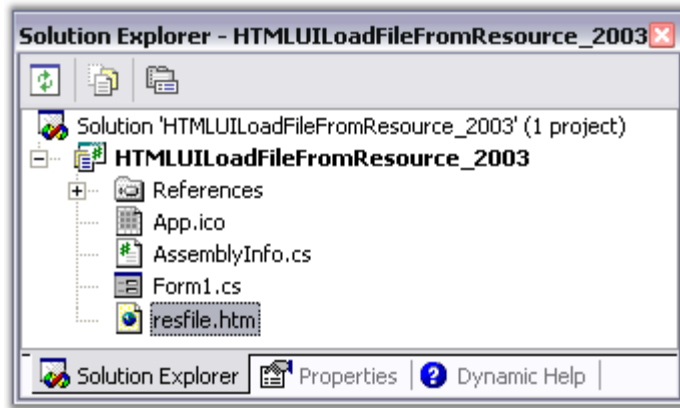 Solution Explorer - HTMLUILoadFileFromResource_2003
Solution 'HTMLUILoadFileFromResource_2003' (1 project)
HTMLUILoadFileFromResource_2003
References
App.ico
AssemblyInfo.cs
Form1.cs
resfile.htm
Solution Explorer Properties Dynamic Help